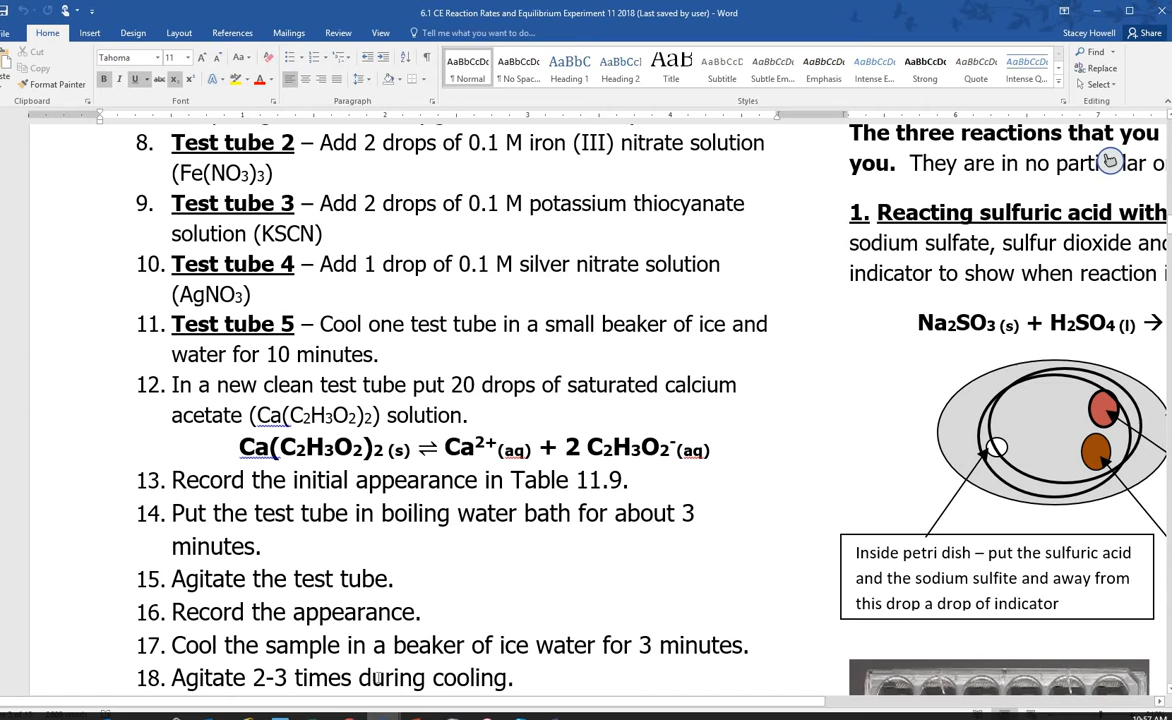 6.1 CE Reaction Rates and Equilibrium Experiment 11 2018 (Last saved by user) - Word
Stacey Howell
Home Insert Design Layout References Mailings Review View Tell me what you want to do...
Share
Cut
Copy
Format Painter
Clipboard
Tahoma 11
Font
Paragraph
AaBbCcDc AaBbCcDc AaBbC AaBbCcI AaB AaBbCcD AaBbCcDc AaBbCcDc AaBbCcDc AaBbCcDc AaBbCcDc AaBbCcDc
¶ Normal ¶ No Spac... Heading 1 Heading 2 Title Subtitle Subtle Em... Emphasis Intense E... Strong Quote Intense Q...
Styles
Find
Replace
Select
Editing
1 2 3 4 6 7
8. Test tube 2 – Add 2 drops of 0.1 M iron (III) nitrate solution
(Fe(NO3)3)
9. Test tube 3 – Add 2 drops of 0.1 M potassium thiocyanate
solution (KSCN)
10. Test tube 4 – Add 1 drop of 0.1 M silver nitrate solution
(AgNO3)
11. Test tube 5 – Cool one test tube in a small beaker of ice and
water for 10 minutes.
12. In a new clean test tube put 20 drops of saturated calcium
acetate (Ca(C2H3O2)2) solution.
Ca(C2H3O2)2 (s) ⇌ Ca2+(aq) + 2 C2H3O2-(aq)
13. Record the initial appearance in Table 11.9.
14. Put the test tube in boiling water bath for about 3
minutes.
15. Agitate the test tube.
16. Record the appearance.
17. Cool the sample in a beaker of ice water for 3 minutes.
18. Agitate 2-3 times during cooling.
The three reactions that you
you. They are in no
1. Reacting sulfuric acid with
sodium sulfate, sulfur dioxide and
indicator to show when reaction
Na2SO3 (s) + H2SO4 (l) →
Inside petri dish – put the sulfuric acid
and the sodium sulfite and away from
this drop a drop of indicator